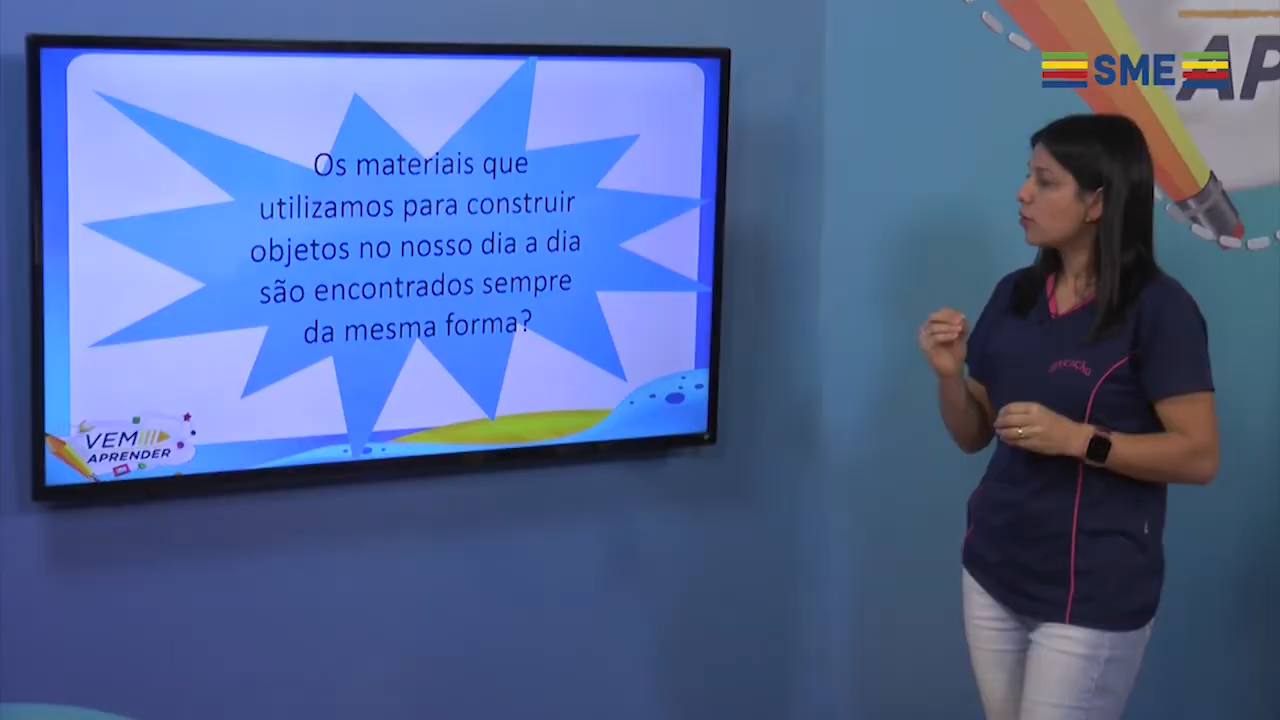 SME
AP
Os materiais que
utilizamos para construir
objetos no nosso dia a dia
são encontrados sempre
da mesma forma?
VEM
APRENDER